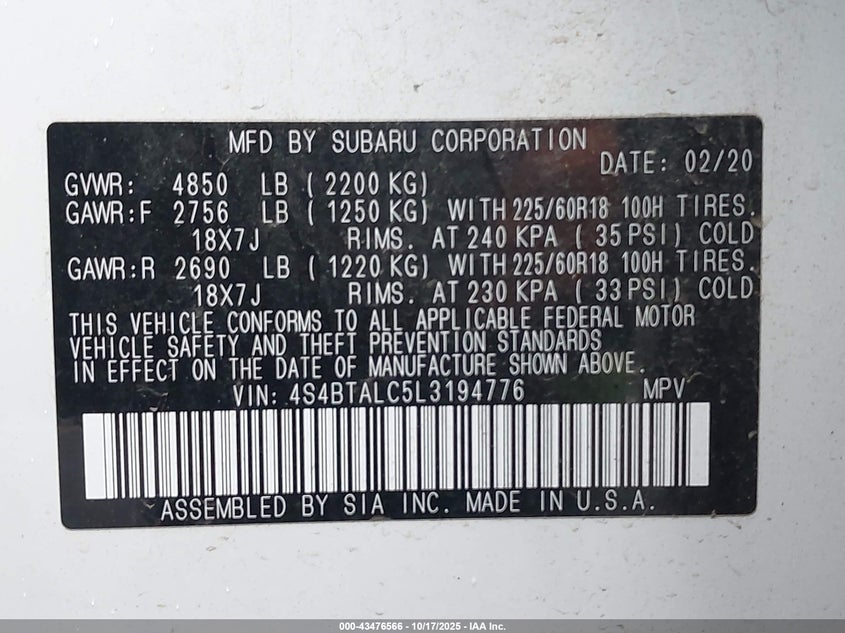 MFD BY SUBARU CORPORATION
DATE: 02/20
GVWR: 4850 LB ( 2200 KG)
GAWR:F 2756 LB ( 1250 KG) WITH 225/60R18 100H TIRES.
18X7J RIMS. AT 240 KPA ( 35 PSI) COLD
GAWR:R 2690 LB ( 1220 KG) WITH 225/60R18 100H TIRES.
18X7J RIMS. AT 230 KPA ( 33 PSI) COLD
THIS VEHICLE CONFORMS TO ALL APPLICABLE FEDERAL MOTOR
VEHICLE SAFETY AND THEFT PREVENTION STANDARDS
IN EFFECT ON THE DATE OF MANUFACTURE SHOWN ABOVE.
VIN: 4S4BTALC5L3194776 MPV
ASSEMBLED BY SIA INC. MADE IN U.S.A.
000-43476566 - 10/17/2025 - IAA Inc.